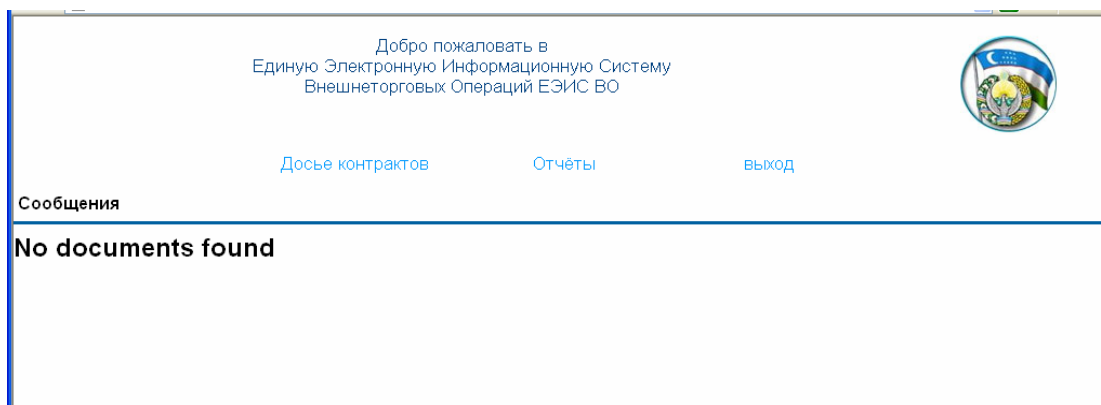 Добро пожаловать в
Единую Электронную Информационную Систему
Внешнеторговых Операций ЕЭИС ВО
Досье контрактов Отчёты выход
Сообщения
No documents found